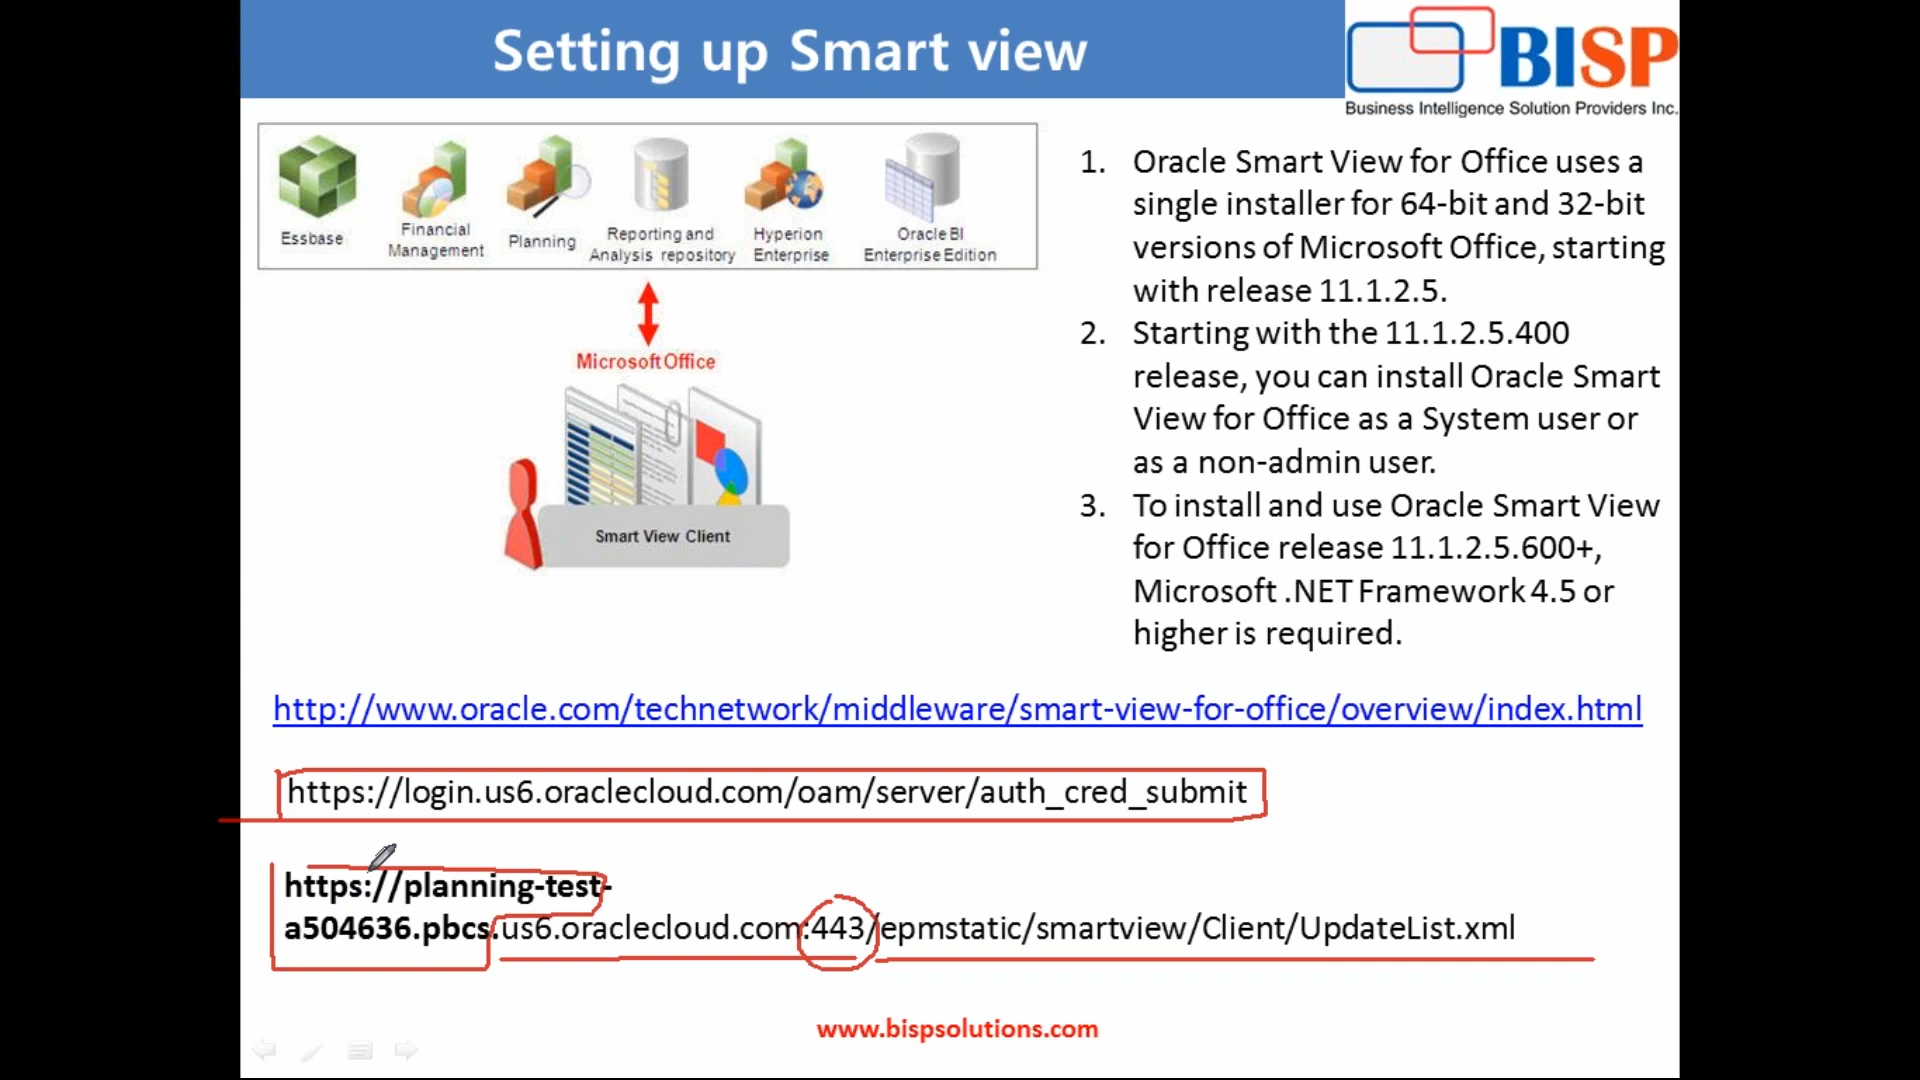 Setting up Smart view
BISP
Business Intelligence Solution Providers Inc.
Essbase
Financial
Management
Planning
Reporting and
Analysis repository
Hyperion
Enterprise
Oracle BI
Enterprise Edition
Microsoft Office
Smart View Client
1. Oracle Smart View for Office uses a
single installer for 64-bit and 32-bit
versions of Microsoft Office, starting
with release 11.1.2.5.
2. Starting with the 11.1.2.5.400
release, you can install Oracle Smart
View for Office as a System user or
as a non-admin user.
3. To install and use Oracle Smart View
for Office release 11.1.2.5.600+,
Microsoft .NET Framework 4.5 or
higher is required.
http://www.oracle.com/technetwork/middleware/smart-view-for-office/overview/index.html
https://login.us6.oraclecloud.com/oam/server/auth_cred_submit
https://planning-test-
a504636.pbcs.us6.oraclecloud.com:443/epmstatic/smartview/Client/UpdateList.xml
www.bispsolutions.com